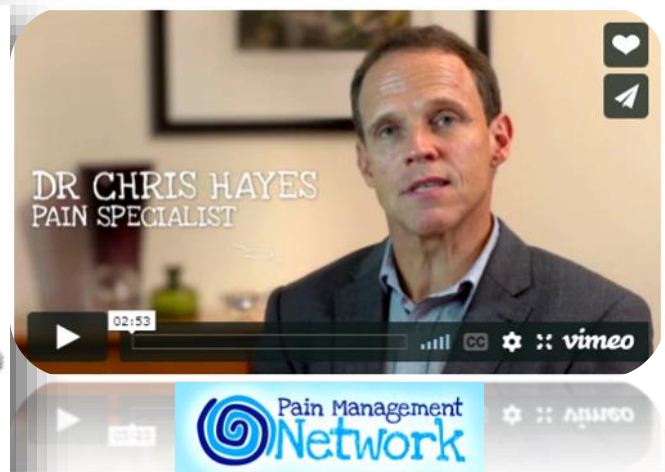 DR CHRIS HAYES
PAIN SPECIALIST
02:53
CC
vimeo
Pain Management
Network